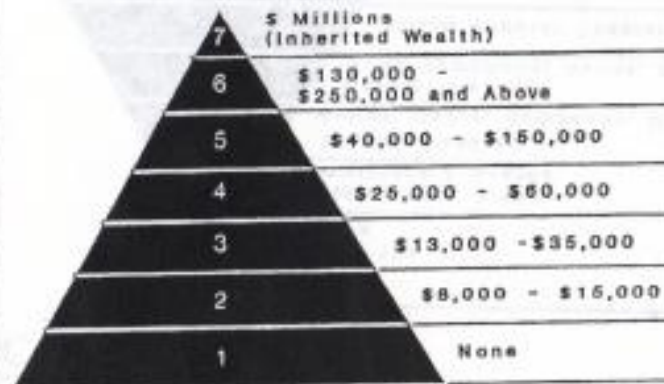 7
$ Millions
(Inherited Wealth)
6
$130,000 -
$250,000 and Above
5
$40,000 - $150,000
4
$25,000 - $60,000
3
$13,000 -$35,000
2
$8,000 - $15,000
1
None